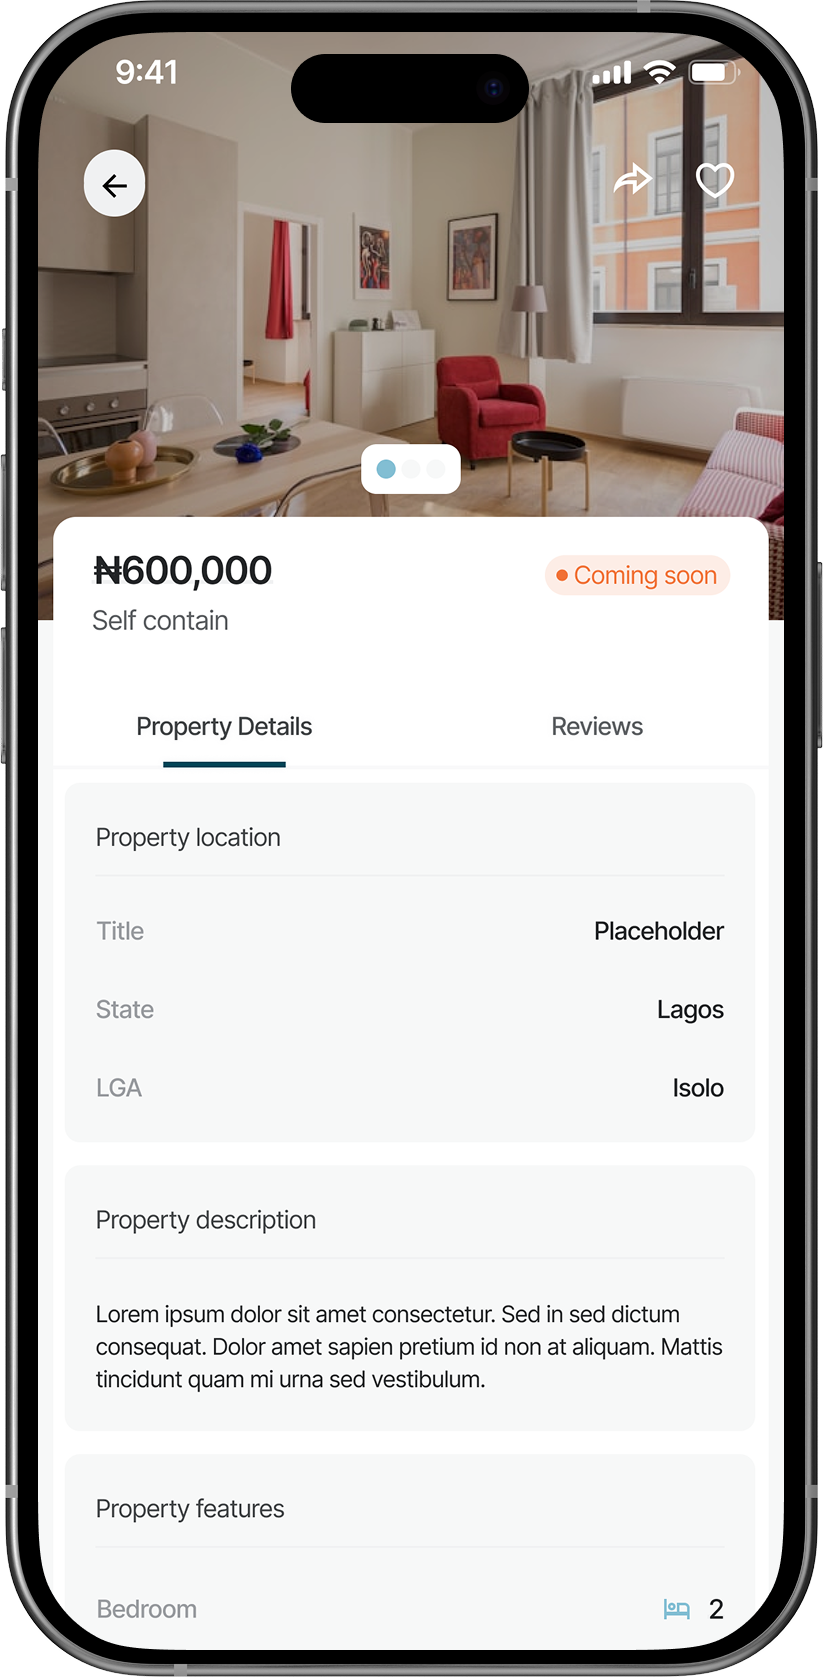 9:41
₦600,000
Coming soon
Self contain
Property Details
Reviews
Property location
Title
Placeholder
State
Lagos
LGA
Isolo
Property description
Lorem ipsum dolor sit amet consectetur. Sed in sed dictum
consequat. Dolor amet sapien pretium id non at aliquam. Mattis
tincidunt quam mi urna sed vestibulum.
Property features
Bedroom
2